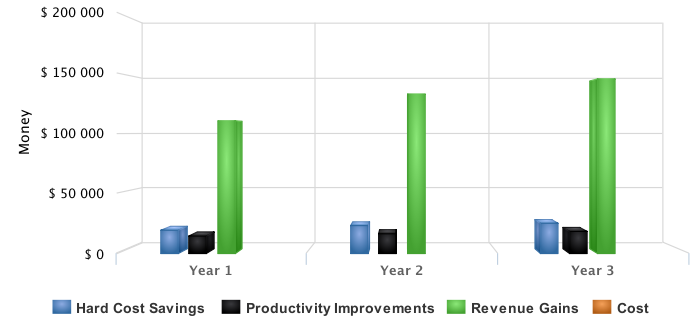 $ 200 000
$ 150 000
$ 100 000
$ 50 000
$ 0
Money
Year 1 Year 2 Year 3
Hard Cost Savings Productivity Improvements Revenue Gains Cost